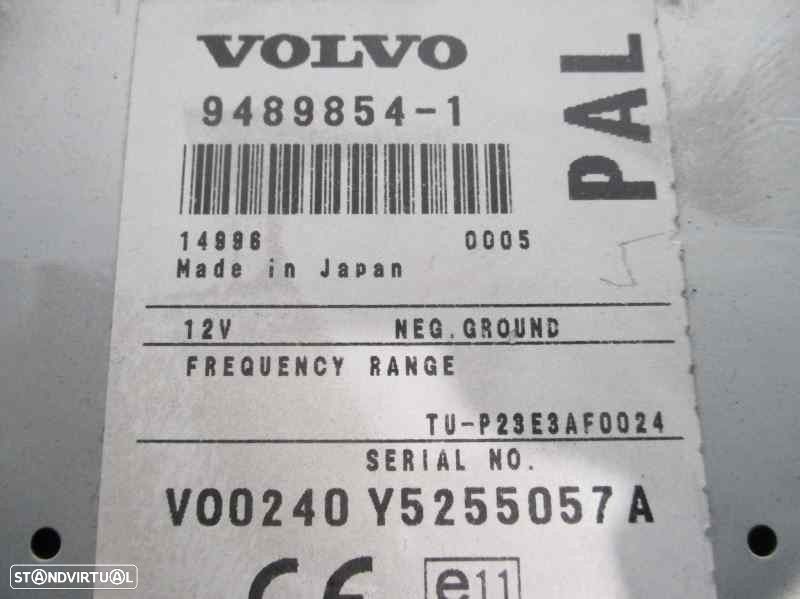 VOLVO
9489854-1
PAL
14996 0005
Made in Japan
12V NEG. GROUND
FREQUENCY RANGE
TU-P23E3AF0024
SERIAL NO.
V00240 Y5255057A
CE e11
STANDVIRTUAL